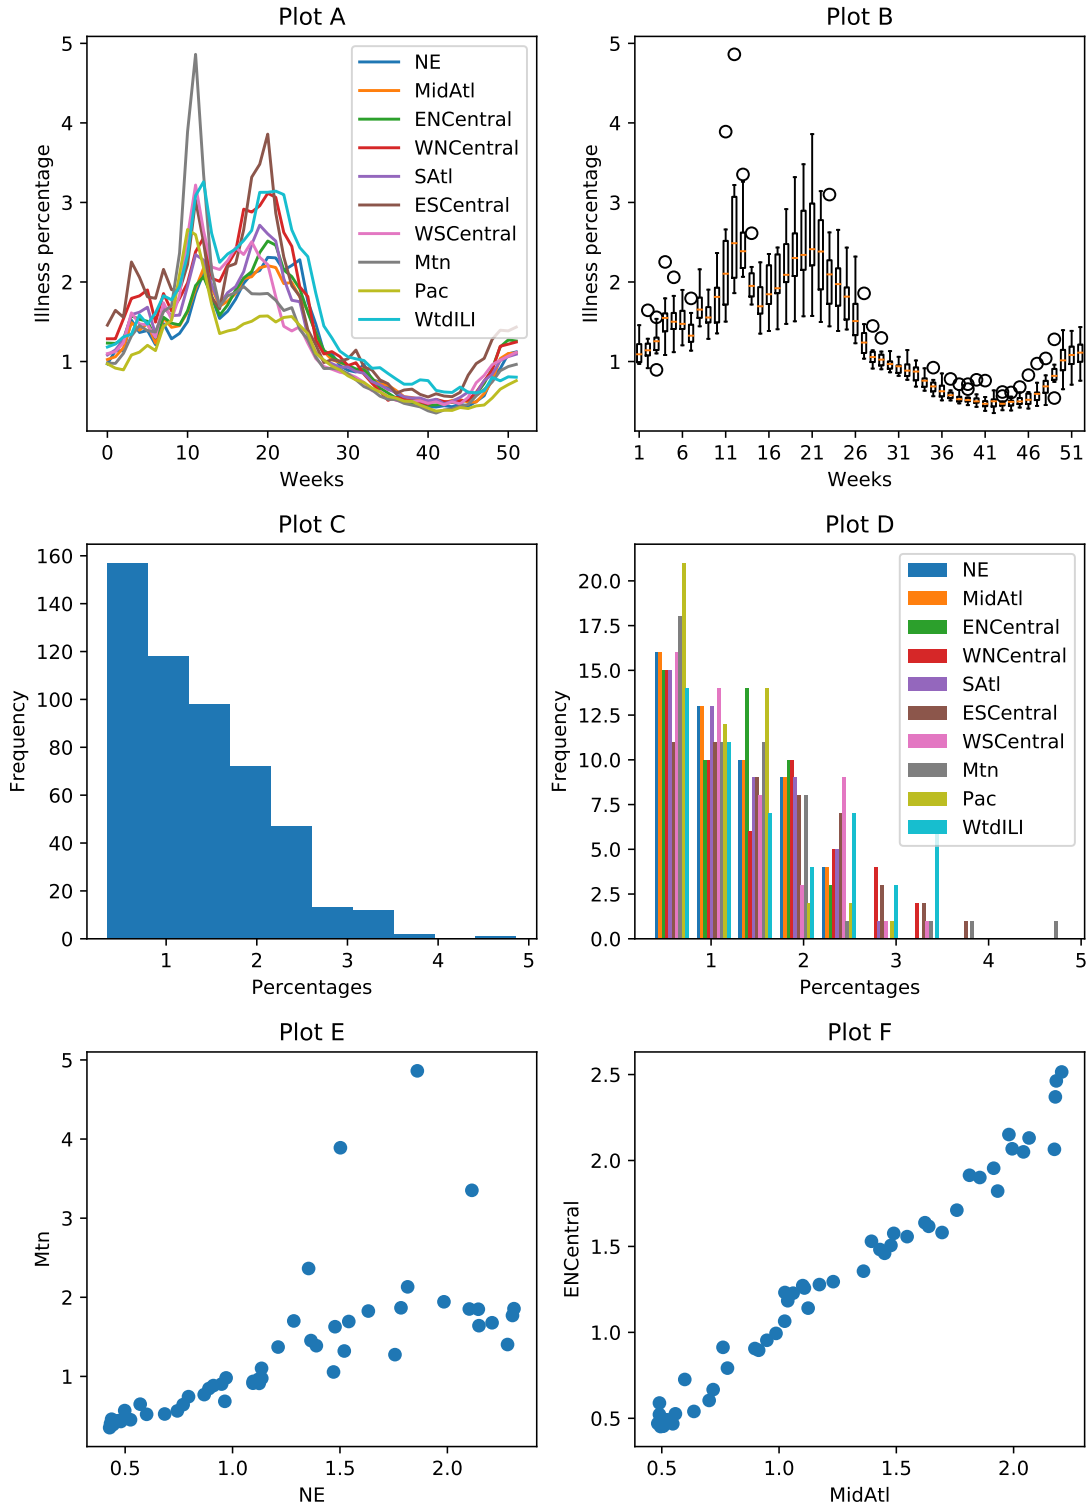 Plot A
Illness percentage
5
4
3
2
1
NE
MidAtl
ENCentral
WNCentral
SAtl
ESCentral
WSCentral
Mtn
Pac
WtdILI
0 10 20 30 40 50
Weeks
Plot B
Illness percentage
5
4
3
2
1
1 6 11 16 21 26 31 36 41 46 51
Weeks
Plot C
Frequency
160
140
120
100
80
60
40
20
0
1 2 3 4 5
Percentages
Plot D
Frequency
20.0
17.5
15.0
12.5
10.0
7.5
5.0
2.5
0.0
NE
MidAtl
ENCentral
WNCentral
SAtl
ESCentral
WSCentral
Mtn
Pac
WtdILI
1 2 3 4 5
Percentages
Plot E
Mtn
5
4
3
2
1
0.5 1.0 1.5 2.0
NE
Plot F
ENCentral
2.5
2.0
1.5
1.0
0.5
0.5 1.0 1.5 2.0
MidAtl